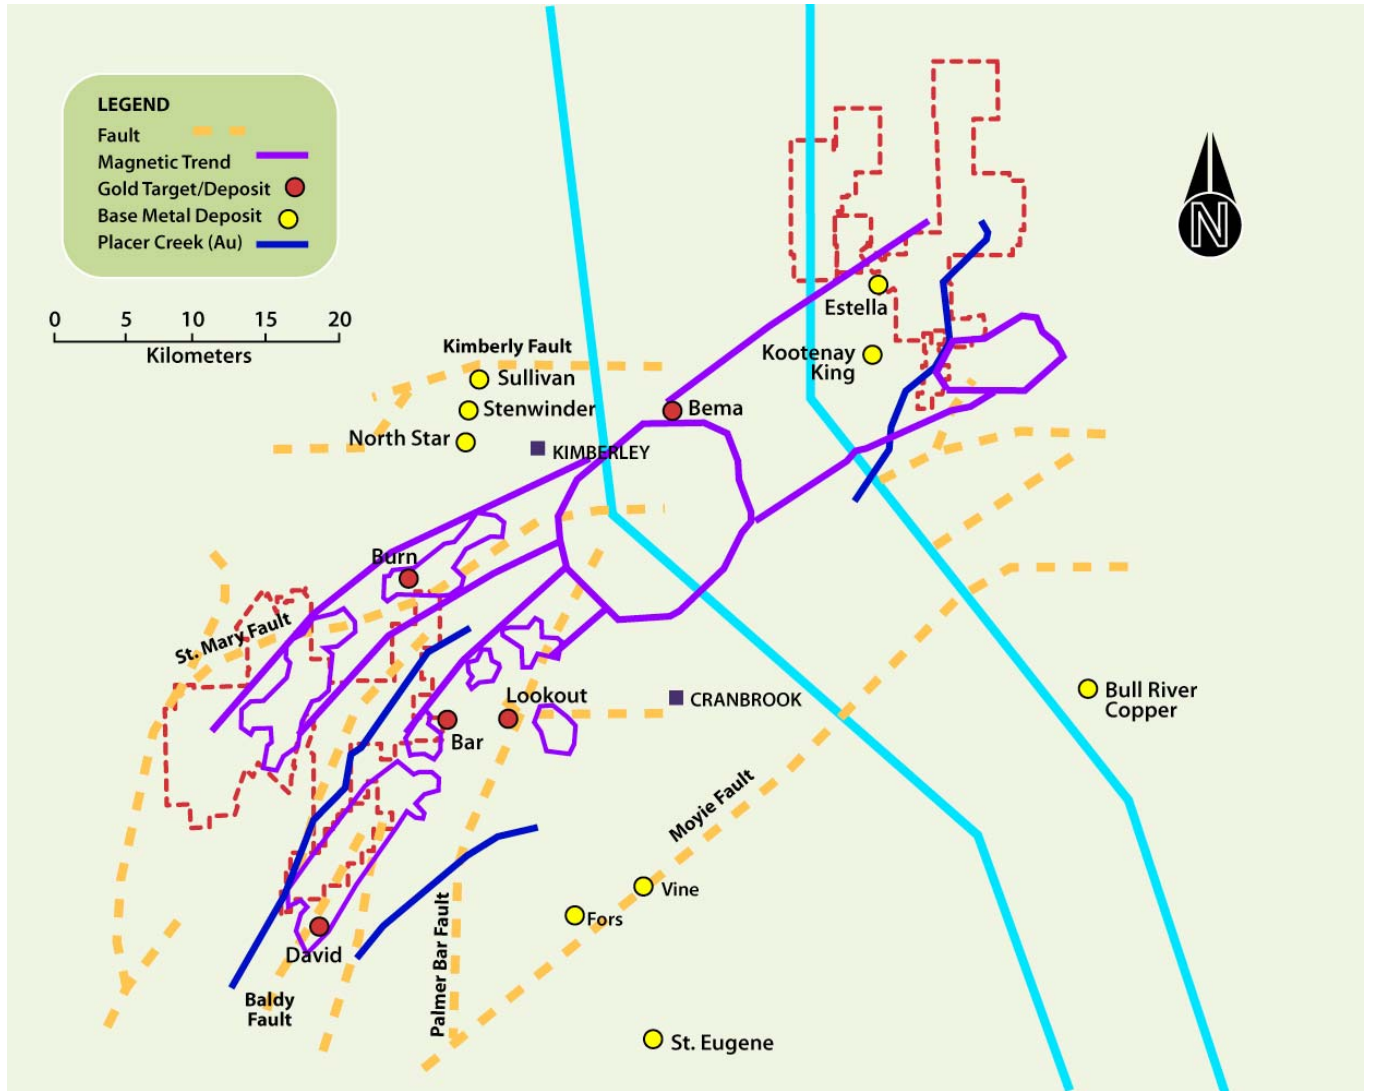 LEGEND
Fault
Magnetic Trend
Gold Target/Deposit
Base Metal Deposit
Placer Creek (Au)
N
0 5 10 15 20
Kilometers
Estella
Kimberly Fault
Kootenay
King
Sullivan
Stenwinder
Bema
North Star
KIMBERLEY
Burn
St. Mary Fault
Lookout
CRANBROOK
Bull River
Copper
Bar
Moyie Fault
Vine
Fors
Palmer Bar Fault
David
Baldy
Fault
St. Eugene